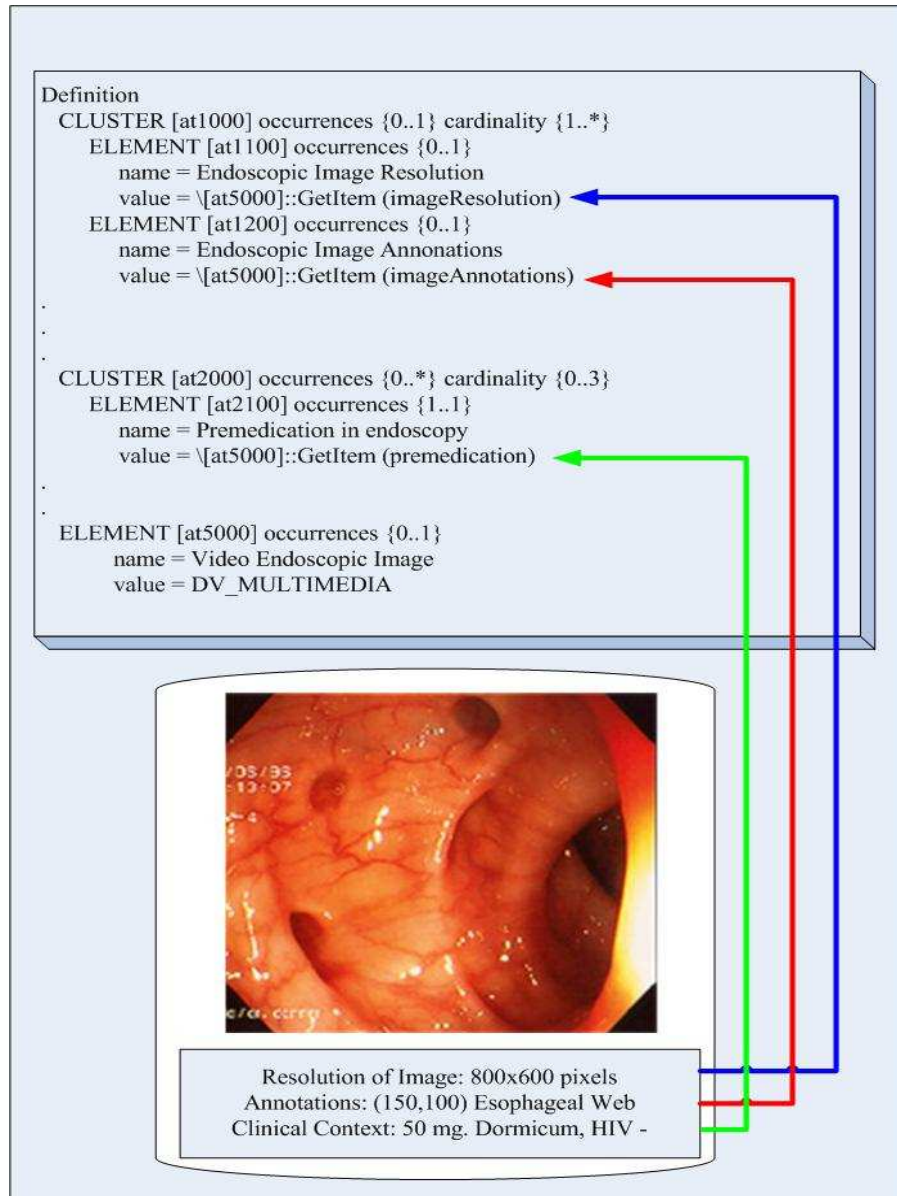 Definition
CLUSTER [at1000] occurrences {0..1} cardinality {1..*}
ELEMENT [at1100] occurrences {0..1}
name = Endoscopic Image Resolution
value = \[at5000]::GetItem (imageResolution)
ELEMENT [at1200] occurrences {0..1}
name = Endoscopic Image Annonations
value = \[at5000]::GetItem (imageAnnotations)
.
.
.
CLUSTER [at2000] occurrences {0..*} cardinality {0..3}
ELEMENT [at2100] occurrences {1..1}
name = Premedication in endoscopy
value = \[at5000]::GetItem (premedication)
.
.
ELEMENT [at5000] occurrences {0..1}
name = Video Endoscopic Image
value = DV_MULTIMEDIA
Resolution of Image: 800x600 pixels
Annotations: (150,100) Esophageal Web
Clinical Context: 50 mg. Dormicum, HIV -